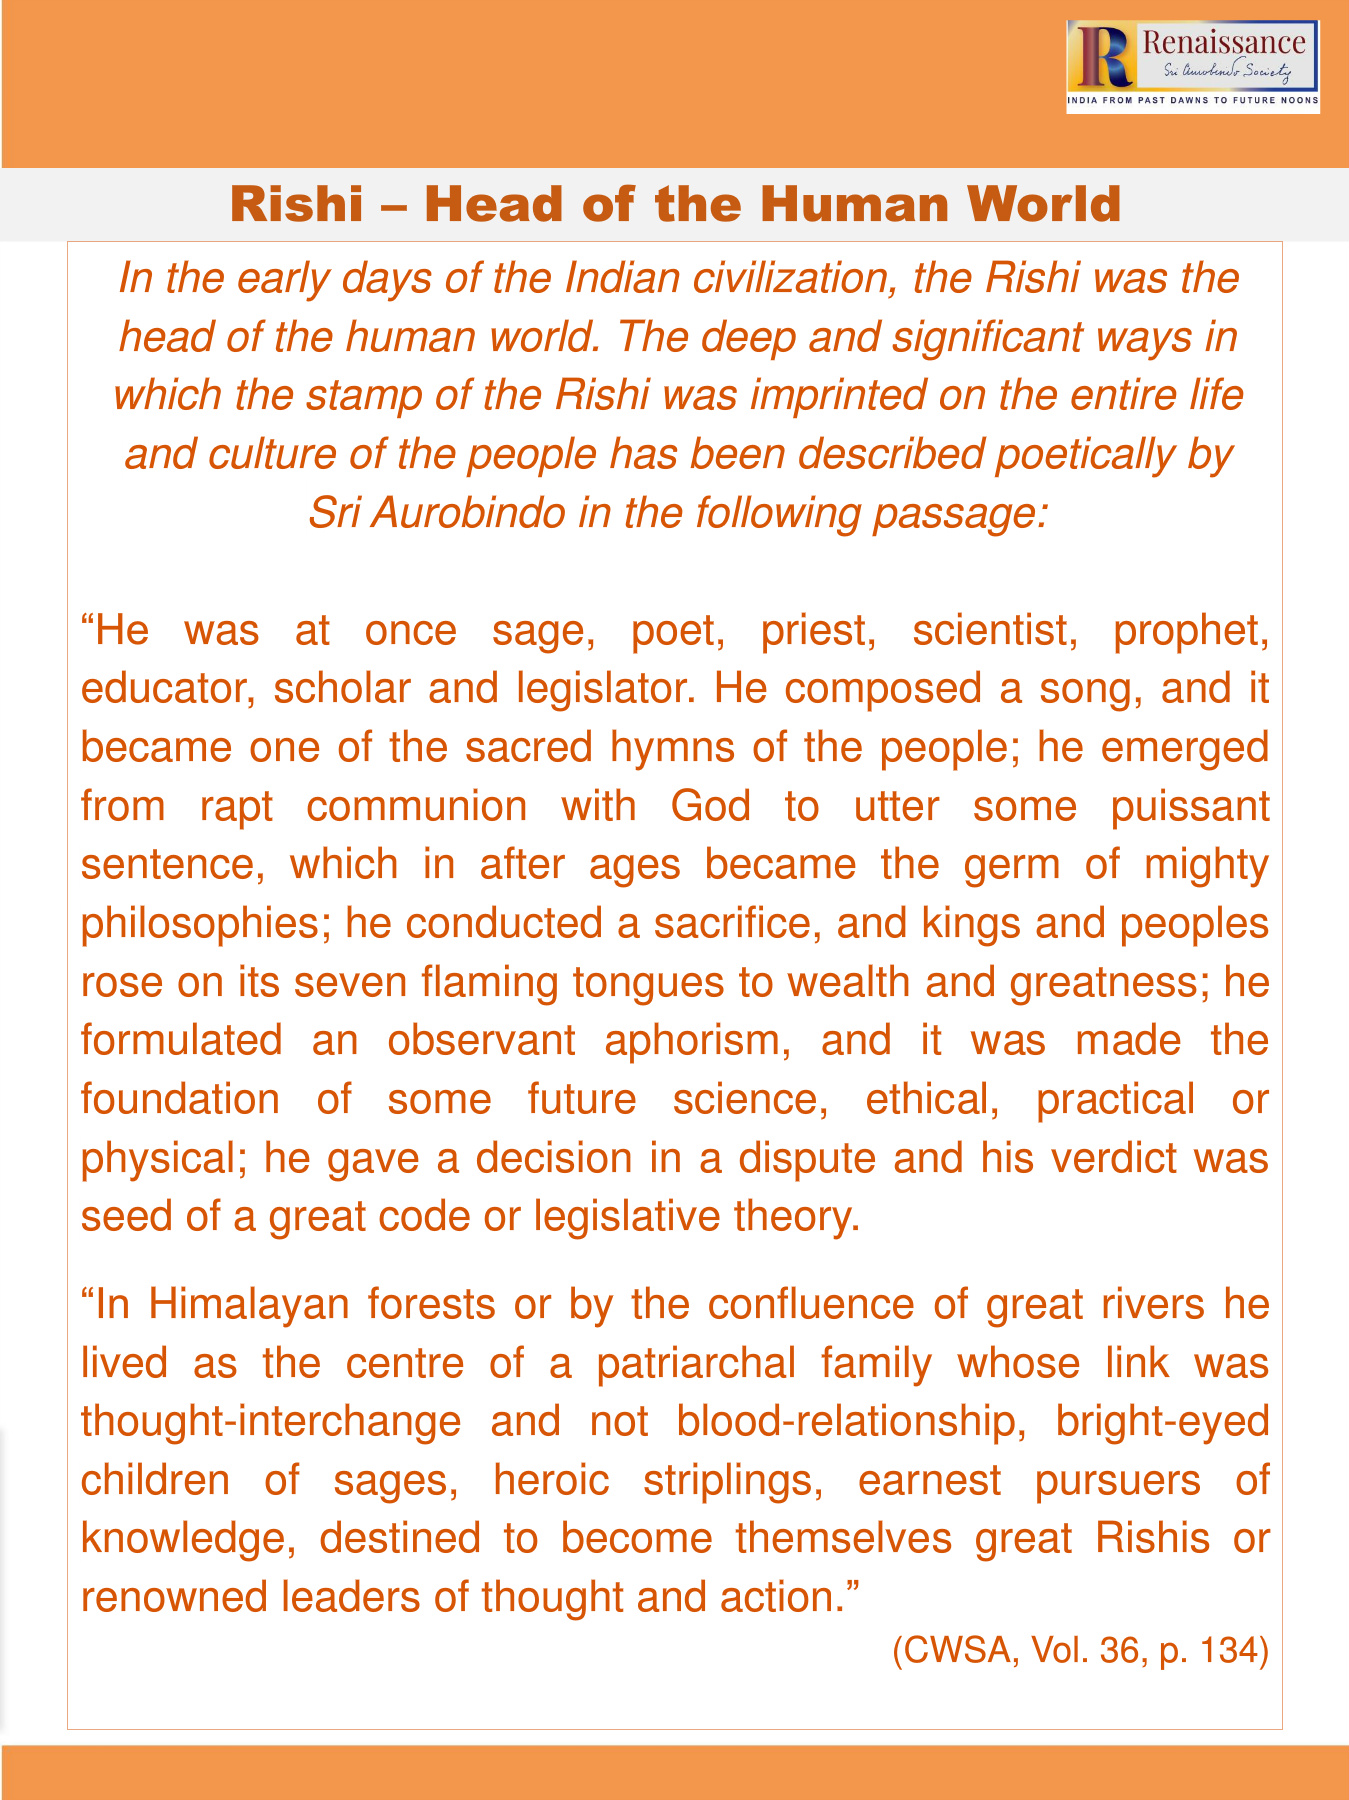 Renaissance
Sri Aurobindo Society
INDIA FROM PAST DAWNS TO FUTURE NOONS
Rishi – Head of the Human World
In the early days of the Indian civilization, the Rishi was the
head of the human world. The deep and significant ways in
which the stamp of the Rishi was imprinted on the entire life
and culture of the people has been described poetically by
Sri Aurobindo in the following passage:
“He was at once sage, poet, priest, scientist, prophet,
educator, scholar and legislator. He composed a song, and it
became one of the sacred hymns of the people; he emerged
from rapt communion with God to utter some puissant
sentence, which in after ages became the germ of mighty
philosophies; he conducted a sacrifice, and kings and peoples
rose on its seven flaming tongues to wealth and greatness; he
formulated an observant aphorism, and it was made the
foundation of some future science, ethical, practical or
physical; he gave a decision in a dispute and his verdict was
seed of a great code or legislative theory.
“In Himalayan forests or by the confluence of great rivers he
lived as the centre of a patriarchal family whose link was
thought-interchange and not blood-relationship, bright-eyed
children of sages, heroic striplings, earnest pursuers of
knowledge, destined to become themselves great Rishis or
renowned leaders of thought and action.”
(CWSA, Vol. 36, p. 134)